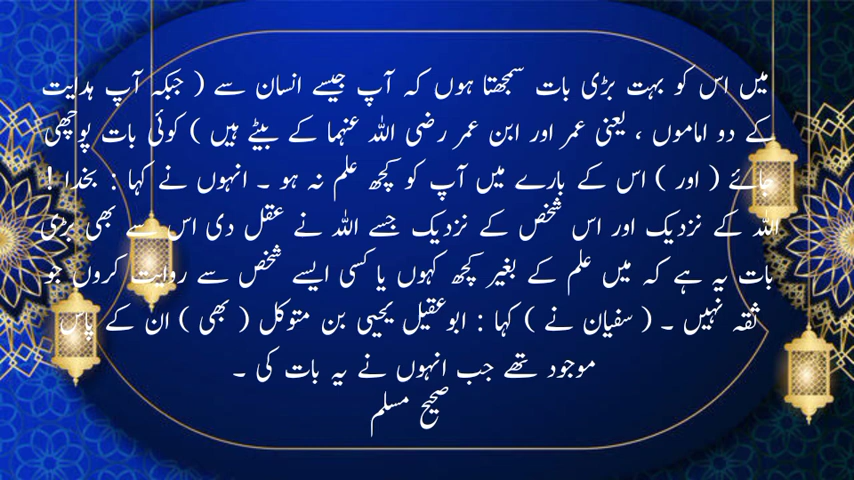 میں اس کو بہت بڑی بات سمجھتا ہوں کہ آپ جیسے انسان سے ( جبکہ آپ ہدایت
کے دو اماموں ، یعنی عمر اور ابن عمر رضی اللہ عنہما کے بیٹے ہیں ) کوئی بات پوچھی
جائے ( اور ) اس کے بارے میں آپ کو کچھ علم نہ ہو ۔ انہوں نے کہا : بخدا !
اللہ کے نزدیک اور اس شخص کے نزدیک جسے اللہ نے عقل دی اس سے بھی بڑی
بات یہ ہے کہ میں علم کے بغیر کچھ کہوں یا کسی ایسے شخص سے روایت کروں جو
ثقہ نہیں ۔ ( سفیان نے ) کہا : ابوعقیل یحییٰ بن متوکل ( بھی ) ان کے پاس
موجود تھے جب انہوں نے یہ بات کی ۔
صحیح مسلم